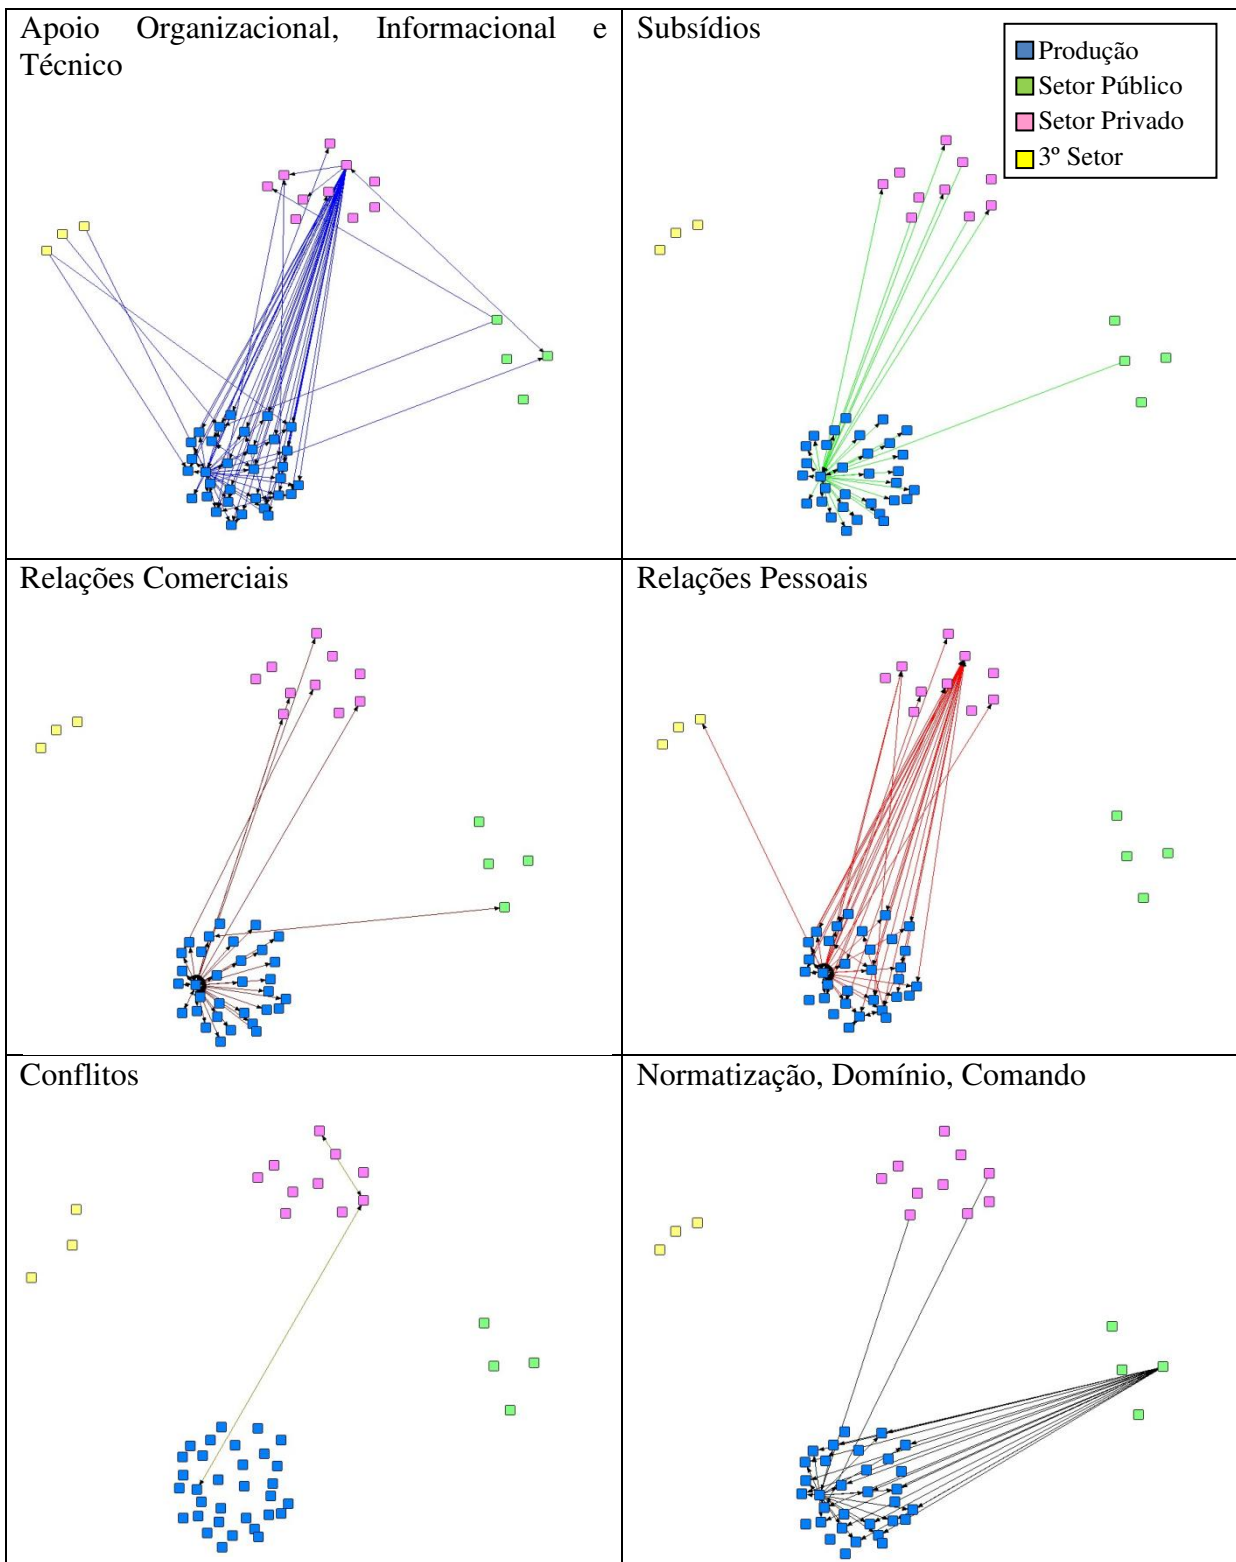 Apoio Organizacional, Informacional e
Técnico
Subsídios
Produção
Setor Público
Setor Privado
3º Setor
Relações Comerciais
Relações Pessoais
Conflitos
Normatização, Domínio, Comando